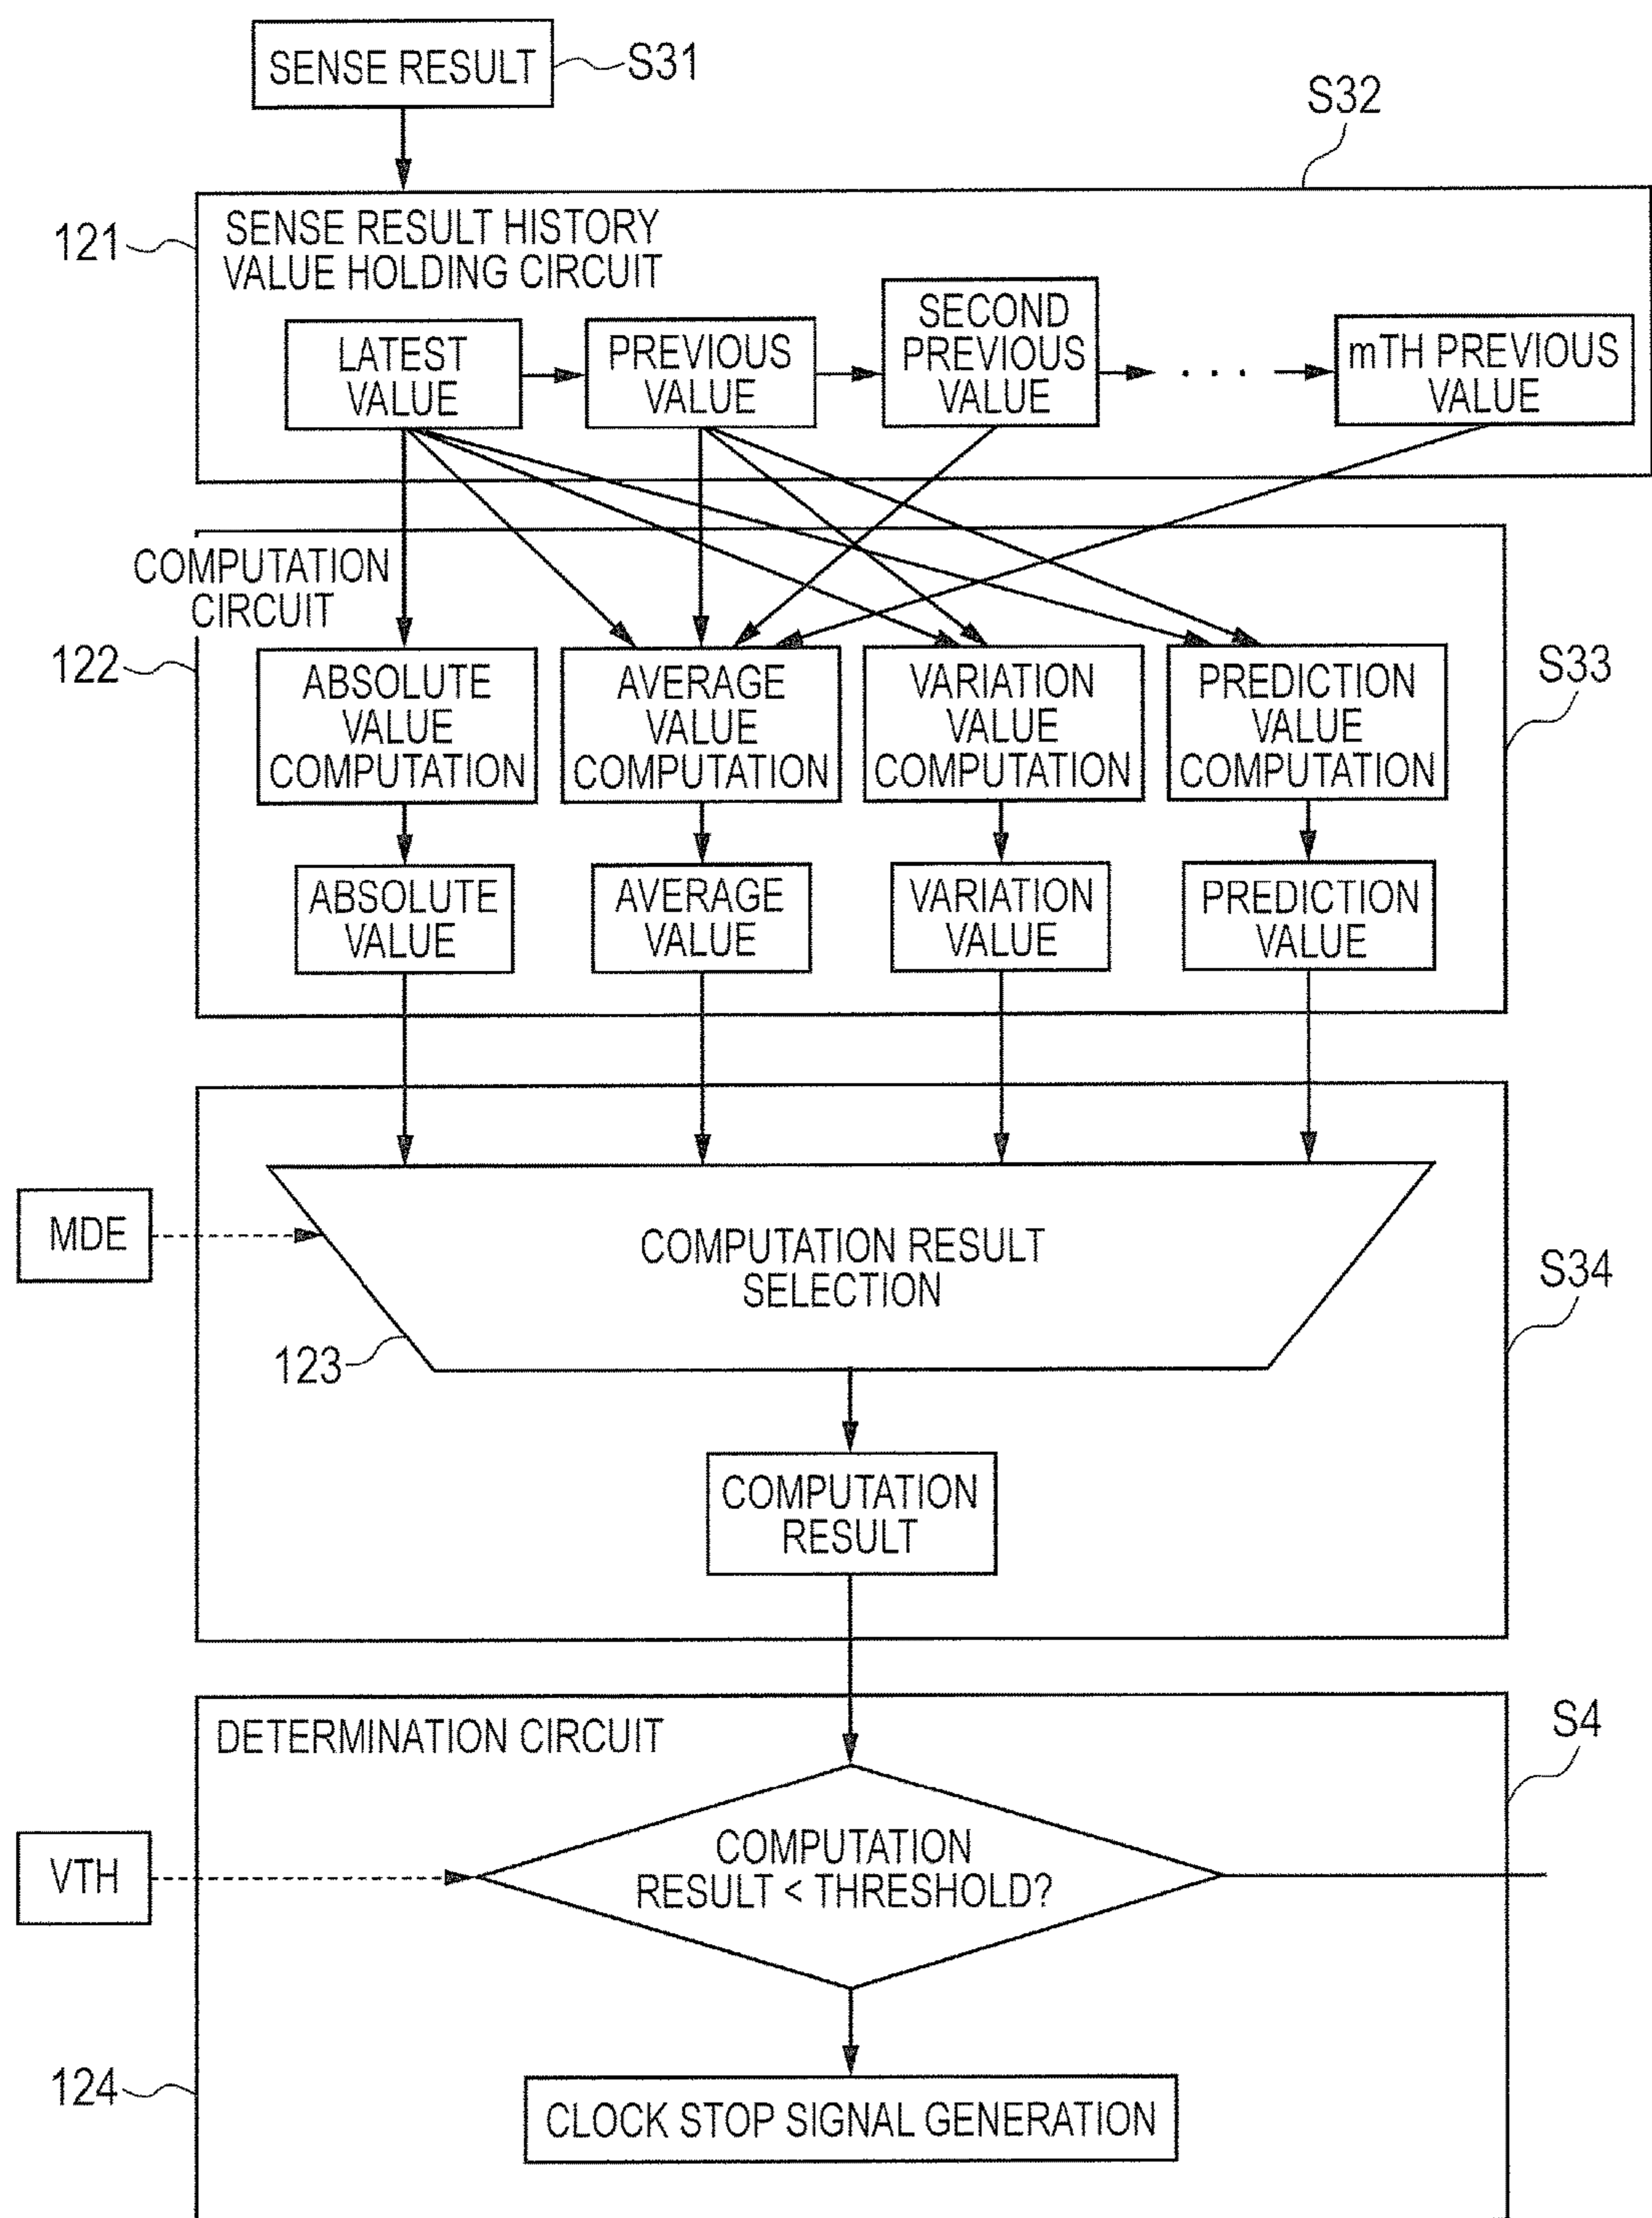 SENSE RESULT
S31
S32
121
SENSE RESULT HISTORY
VALUE HOLDING CIRCUIT
LATEST
VALUE
PREVIOUS
VALUE
SECOND
PREVIOUS
VALUE
. . .
mTH PREVIOUS
VALUE
COMPUTATION
CIRCUIT
122
S33
ABSOLUTE
VALUE
COMPUTATION
AVERAGE
VALUE
COMPUTATION
VARIATION
VALUE
COMPUTATION
PREDICTION
VALUE
COMPUTATION
ABSOLUTE
VALUE
AVERAGE
VALUE
VARIATION
VALUE
PREDICTION
VALUE
MDE
COMPUTATION RESULT
SELECTION
S34
123
COMPUTATION
RESULT
DETERMINATION CIRCUIT
S4
VTH
COMPUTATION
RESULT < THRESHOLD?
124
CLOCK STOP SIGNAL GENERATION